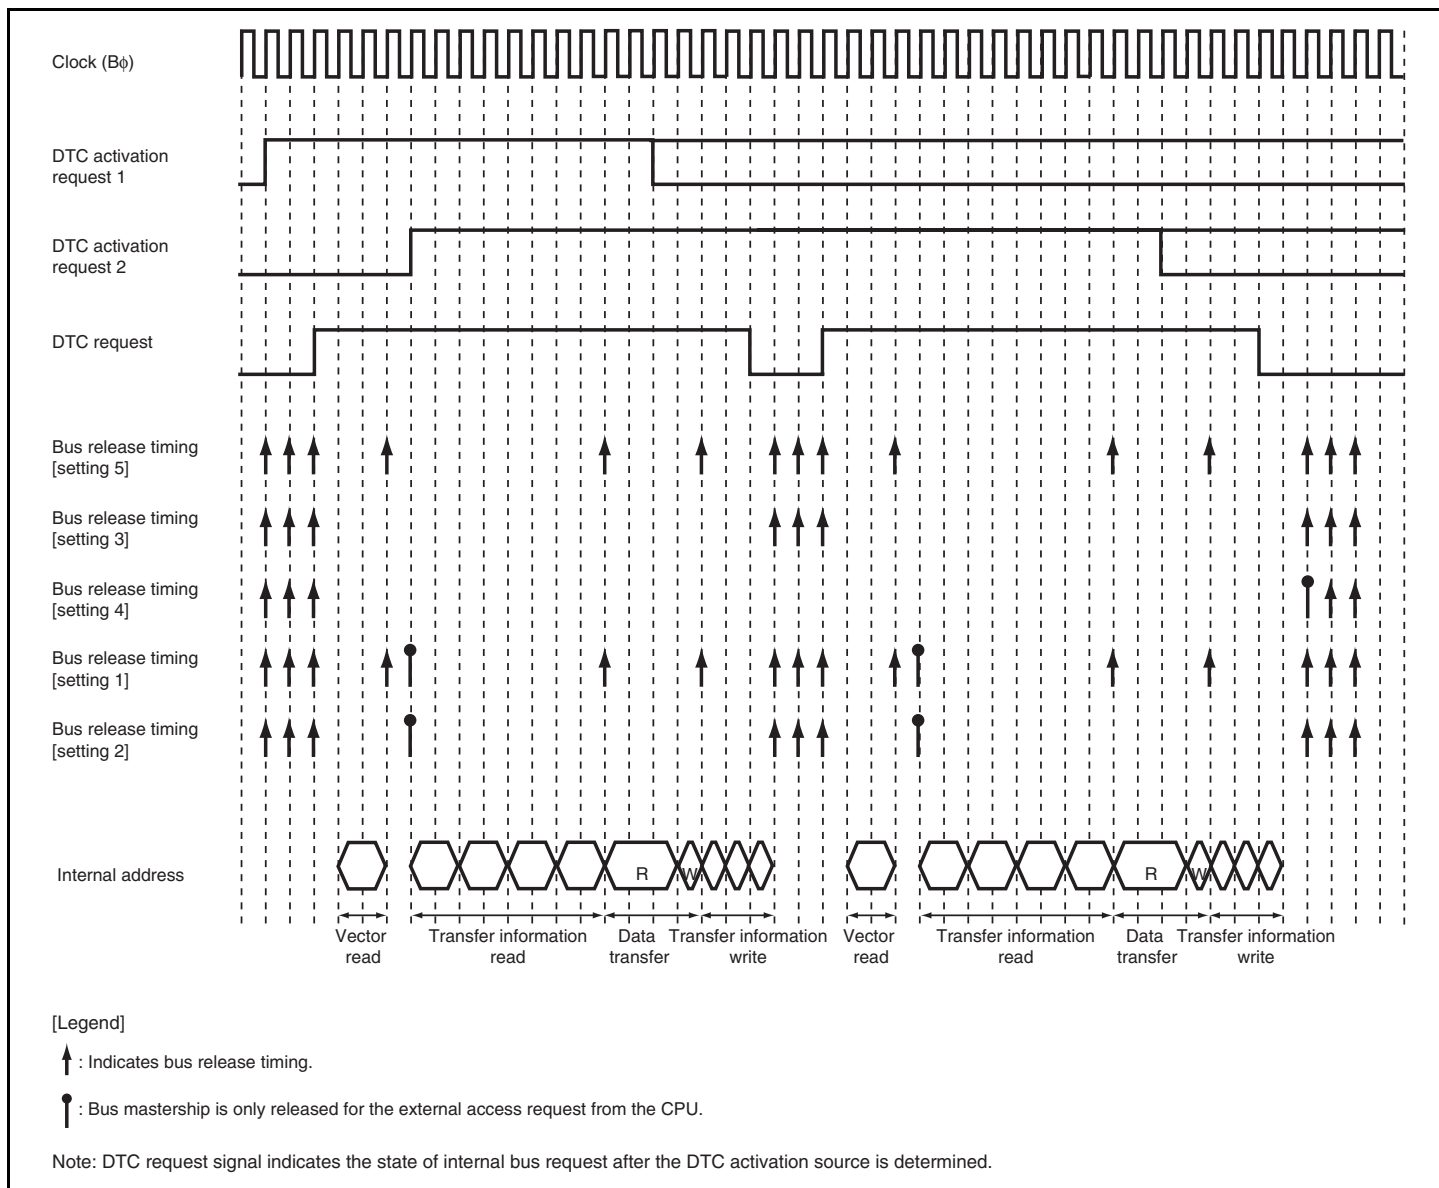 Clock (Bϕ)
DTC activation
request 1
DTC activation
request 2
DTC request
Bus release timing
[setting 5]
Bus release timing
[setting 3]
Bus release timing
[setting 4]
Bus release timing
[setting 1]
Bus release timing
[setting 2]
Internal address
R W R W
Vector Transfer information Data Transfer information Vector Transfer information Data Transfer information
read read transfer write read read transfer write
[Legend]
: Indicates bus release timing.
: Bus mastership is only released for the external access request from the CPU.
Note: DTC request signal indicates the state of internal bus request after the DTC activation source is determined.